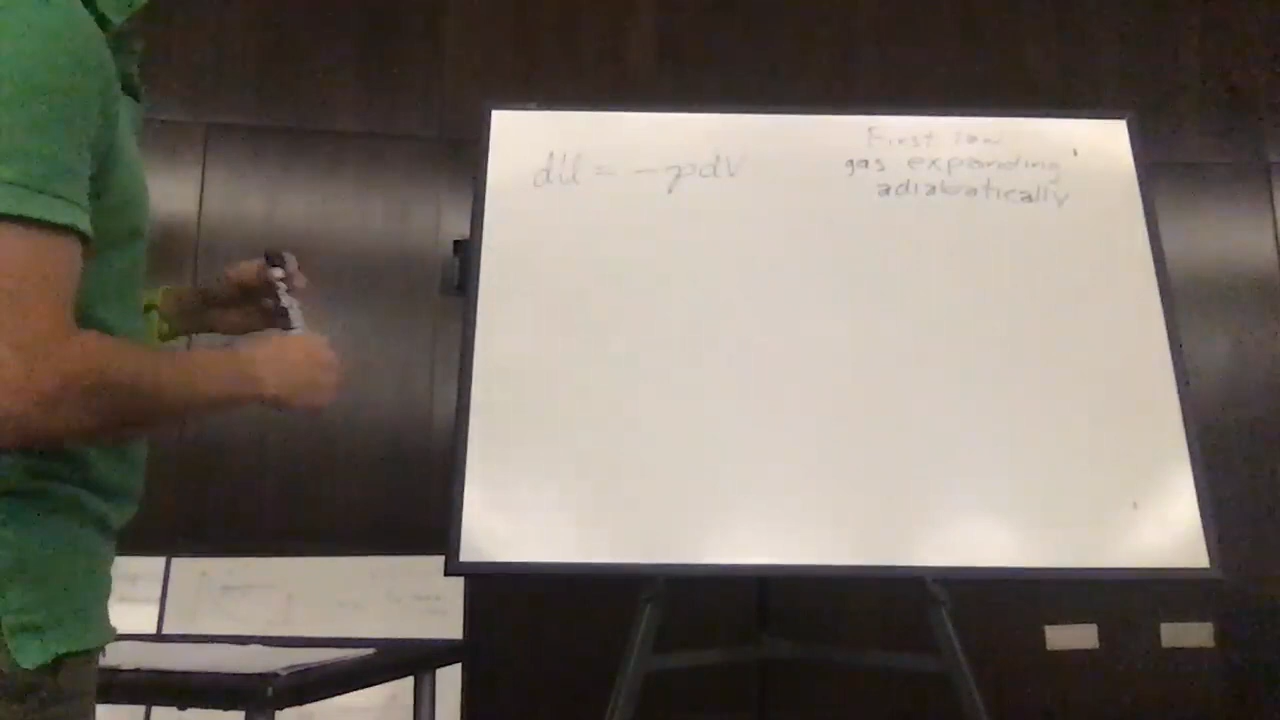 dU = -pdV
First law
gas expanding
adiabatically